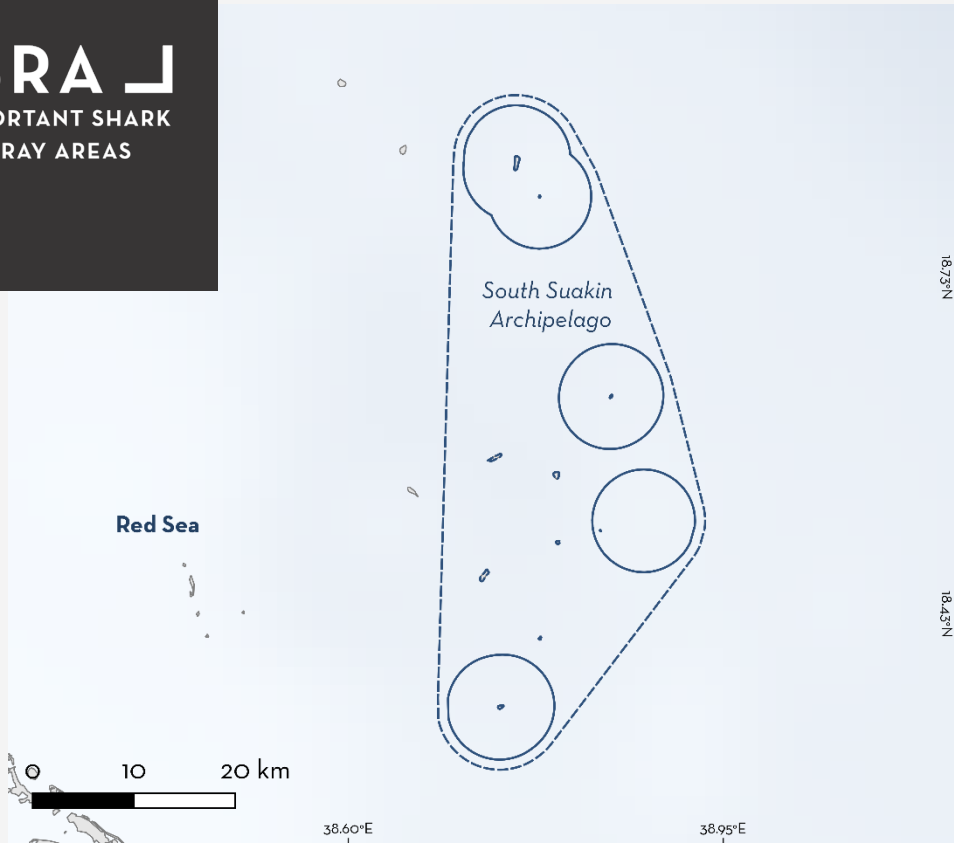 RA
ORTANT SHARK
RAY AREAS
South Suakin
Archipelago
18.73°N
Red Sea
18.43°N
0 10 20 km
38.60°E 38.95°E